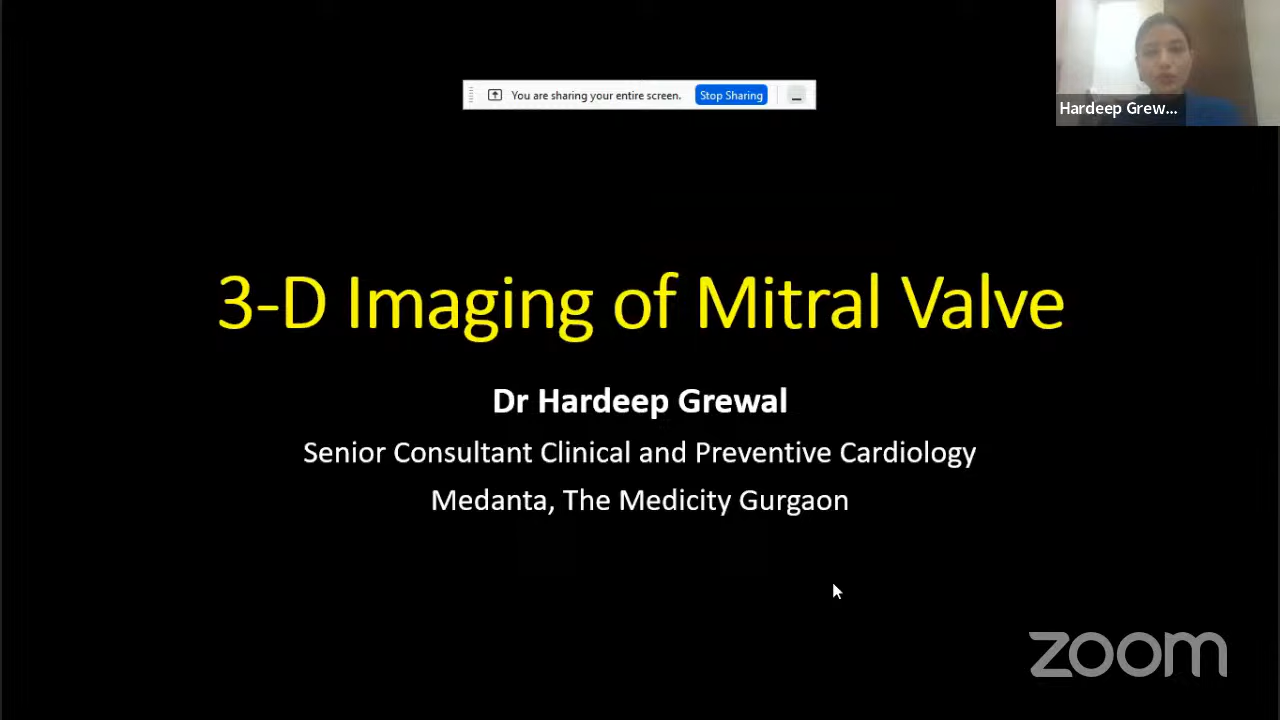 You are sharing your entire screen. Stop Sharing
Hardeep Grew...
3-D Imaging of Mitral Valve
Dr Hardeep Grewal
Senior Consultant Clinical and Preventive Cardiology
Medanta, The Medicity Gurgaon
zoom